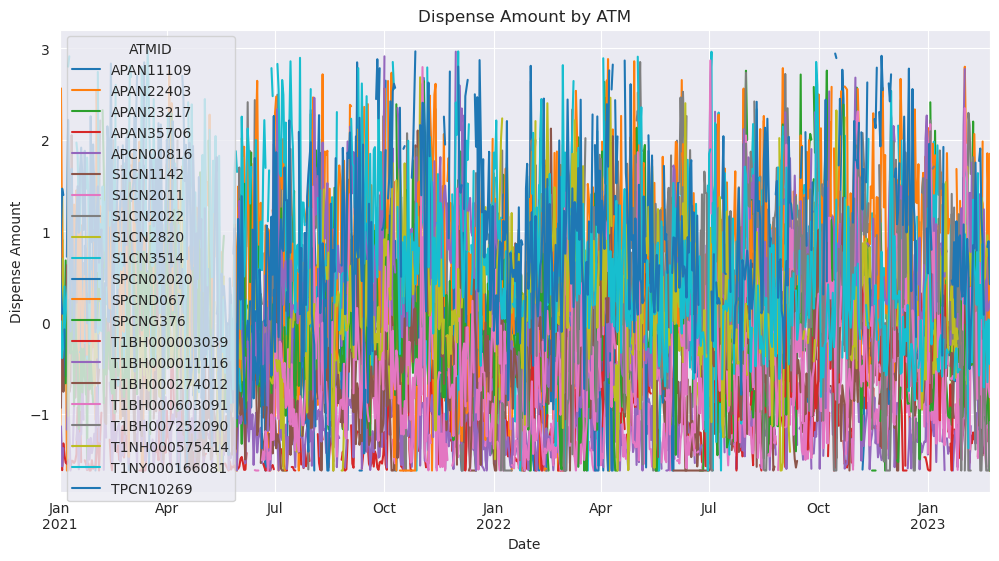 Dispense Amount by ATM
Dispense Amount
3
2
1
0
−1
ATMID
APAN11109
APAN22403
APAN23217
APAN35706
APCN00816
S1CN1142
S1CN2011
S1CN2022
S1CN2820
S1CN3514
SPCN02020
SPCND067
SPCNG376
T1BH000003039
T1BH000011116
T1BH000274012
T1BH000603091
T1BH007252090
T1NH000575414
T1NY000166081
TPCN10269
Jan Apr Jul Oct Jan Apr Jul Oct Jan
2021 2022 2023
Date